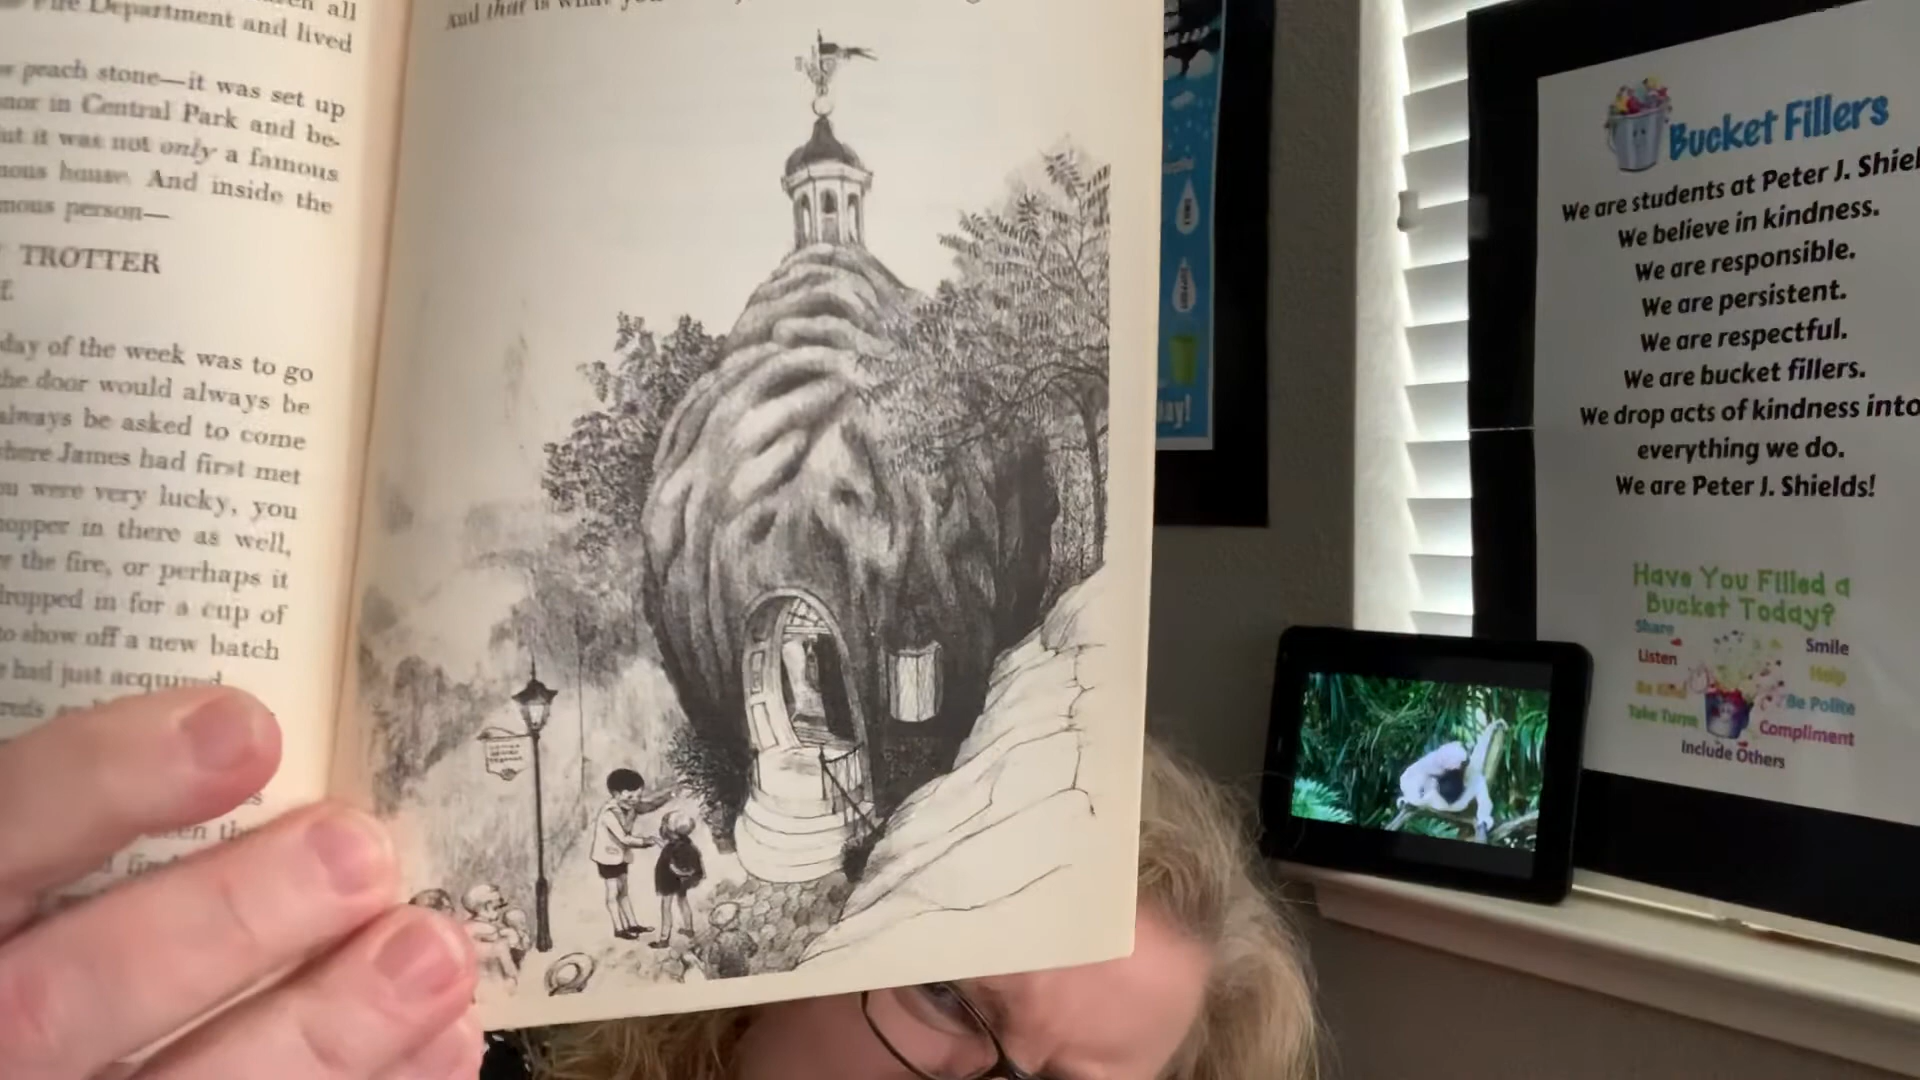 all
Fire Department and lived
peach stone—it was set up
in Central Park and be-
it was not only a famous
house. And inside the
person—
TROTTER
day of the week was to go
the door would always be
always be asked to come
where James had first met
were very lucky, you
in there as well,
the fire, or perhaps it
dropped in for a cup of
to show off a new batch
had just acquired
And that is what
Bucket Fillers
We are students at Peter J. Shiel
We believe in kindness.
We are responsible.
We are persistent.
We are respectful.
We are bucket fillers.
We drop acts of kindness into
everything we do.
We are Peter J. Shields!
Have You Filled a
Bucket Today?
Share
Smile
Listen
Help
Be Kind
Be Polite
Take Turns
Compliment
Include Others